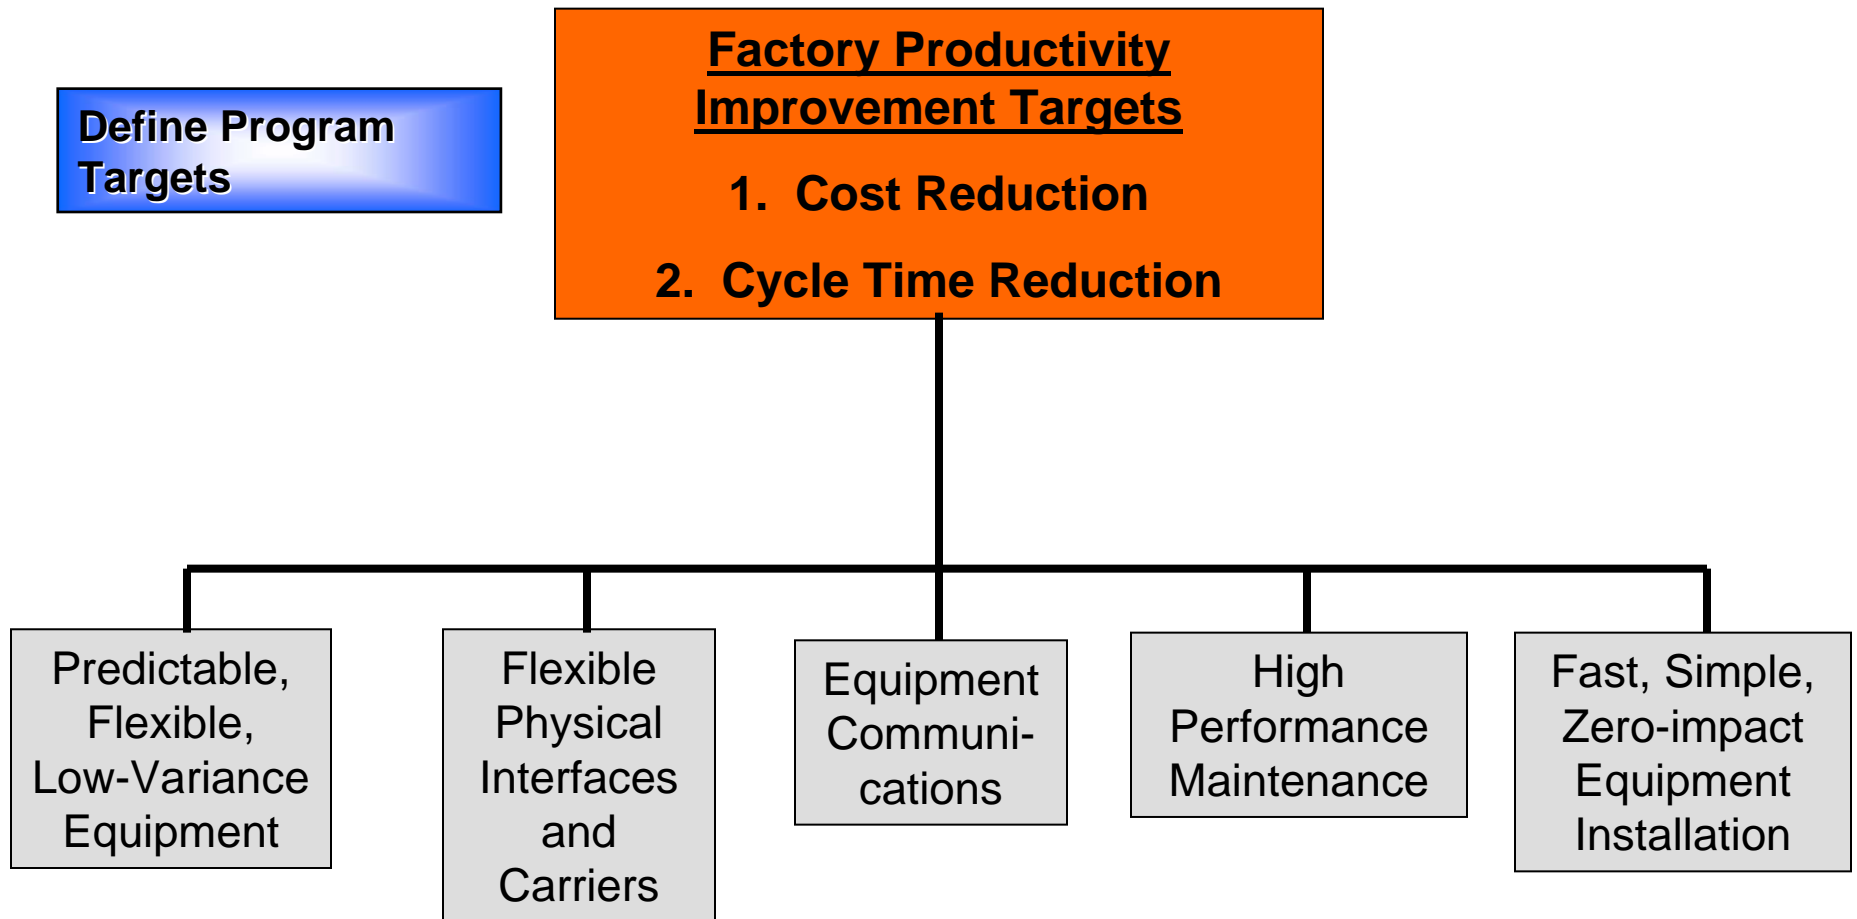 Define Program
Targets
Factory Productivity
Improvement Targets
1. Cost Reduction
2. Cycle Time Reduction
Predictable,
Flexible,
Low-Variance
Equipment
Flexible
Physical
Interfaces
and
Carriers
Equipment
Communi-
cations
High
Performance
Maintenance
Fast, Simple,
Zero-impact
Equipment
Installation